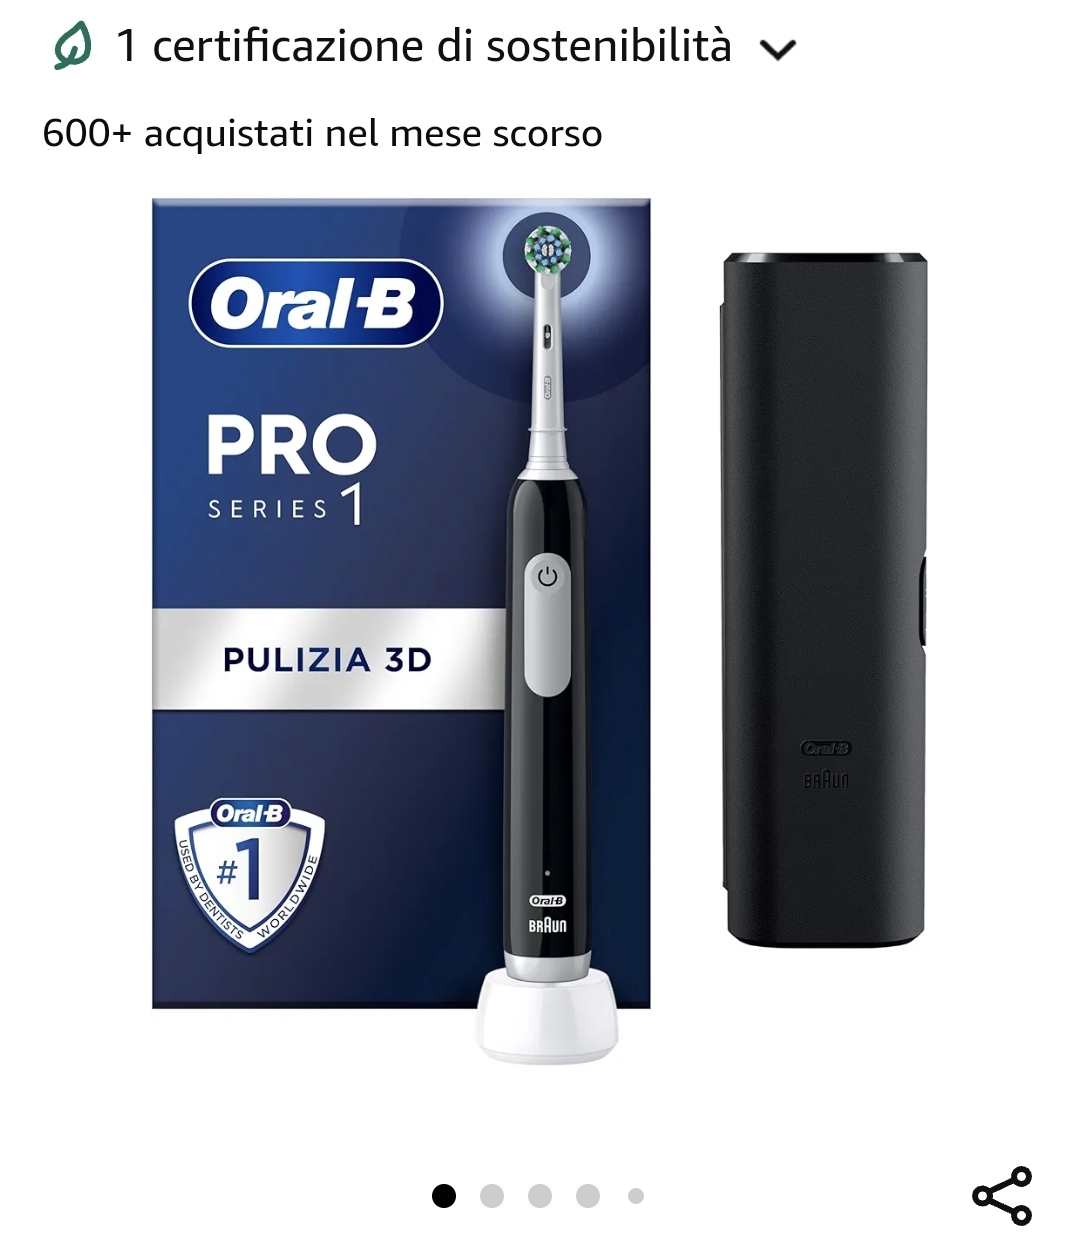 1 certificazione di sostenibilità
600+ acquistati nel mese scorso
Oral-B
PRO
SERIES 1
PULIZIA 3D
Oral-B
#1
USED BY DENTISTS WORLDWIDE
Oral-B
Oral-B
BRAUN
Oral-B
BRAUN